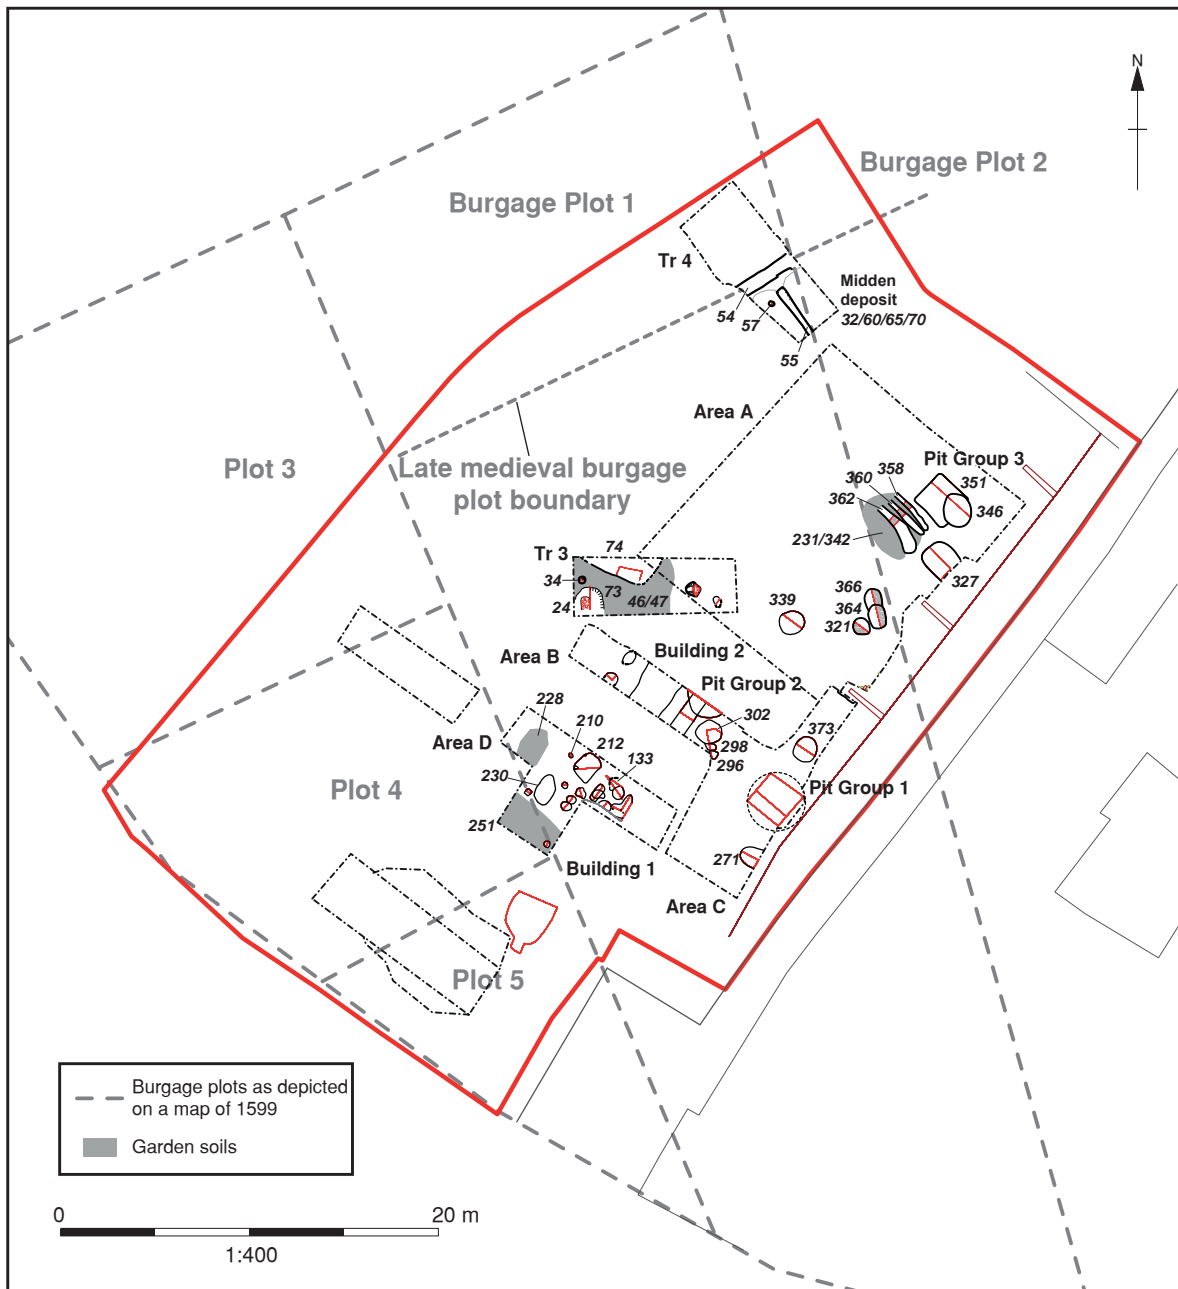 N
Burgage Plot 2
Burgage Plot 1
Tr 4
Midden
deposit
32/60/65/70
54
57
55
Area A
Plot 3
Late medieval burgage
plot boundary
Pit Group 3
358
360
362
351
346
231/342
327
Tr 3
74
34
73
24
46/47
366
364
339
321
Area B
Building 2
Pit Group 2
228
210
302
Area D
212
133
298
296
373
230
Plot 4
Pit Group 1
251
271
Building 1
Area C
Plot 5
Burgage plots as depicted
on a map of 1599
Garden soils
0
20 m
1:400